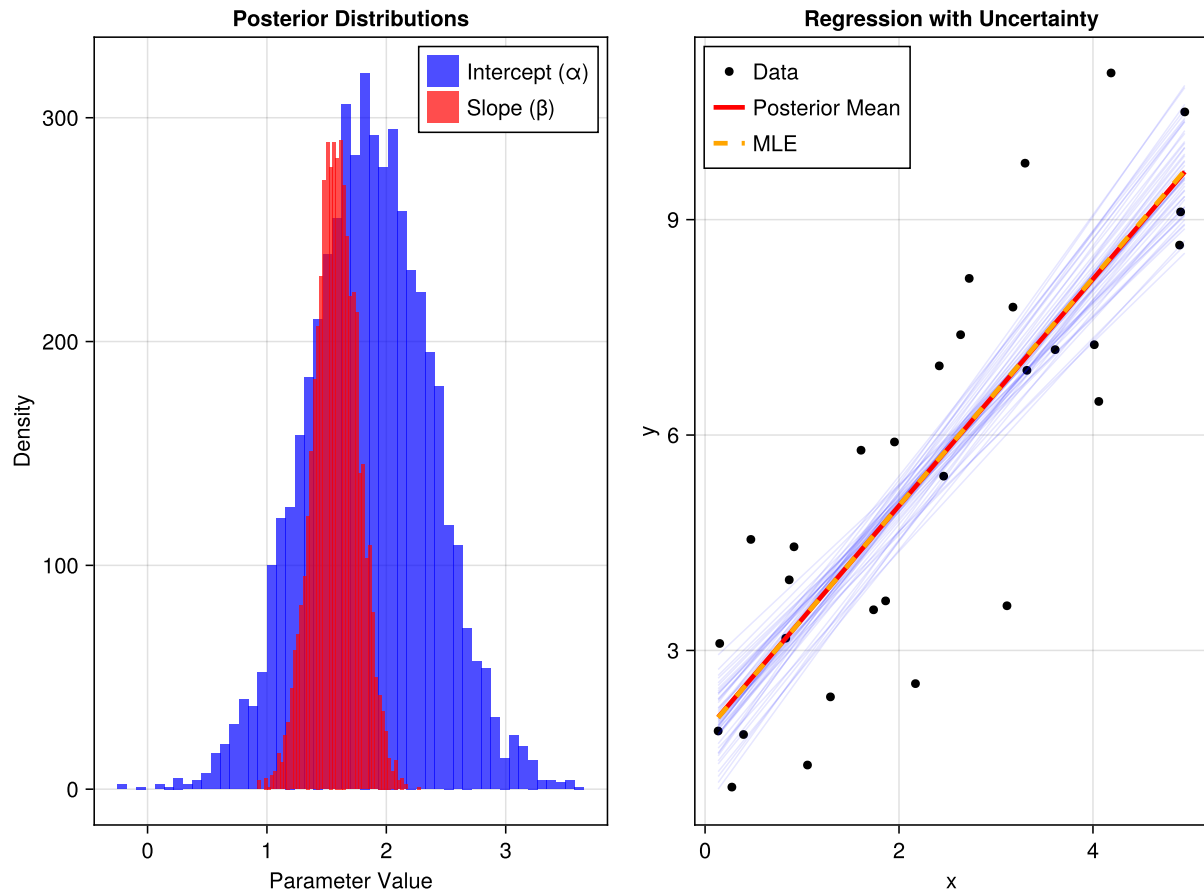 Posterior Distributions
Intercept (α)
Slope (β)
300
200
100
0
Density
0
1
2
3
Parameter Value
Regression with Uncertainty
Data
Posterior Mean
MLE
9
6
3
y
0
2
4
x